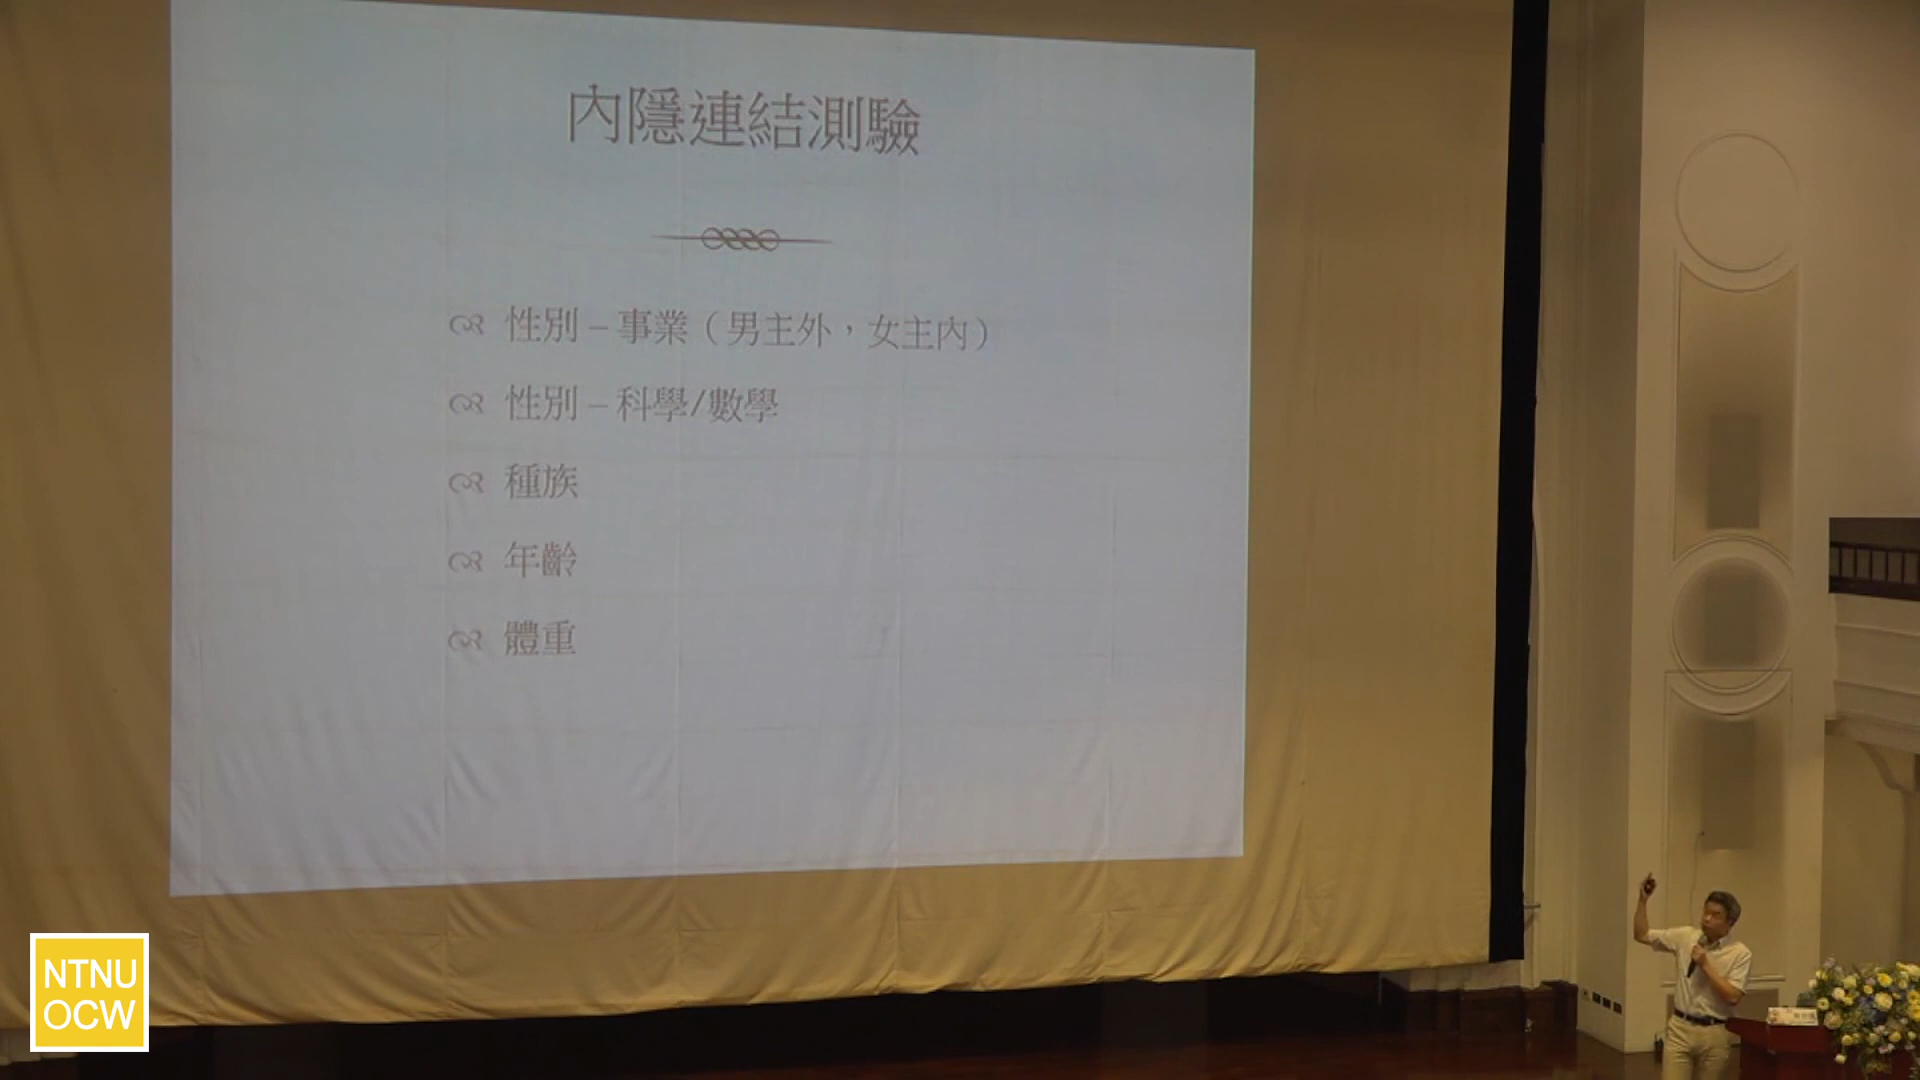 內隱連結測驗
性別 – 事業（男主外，女主內）
性別 – 科學/數學
種族
年齡
體重
NTNU
OCW